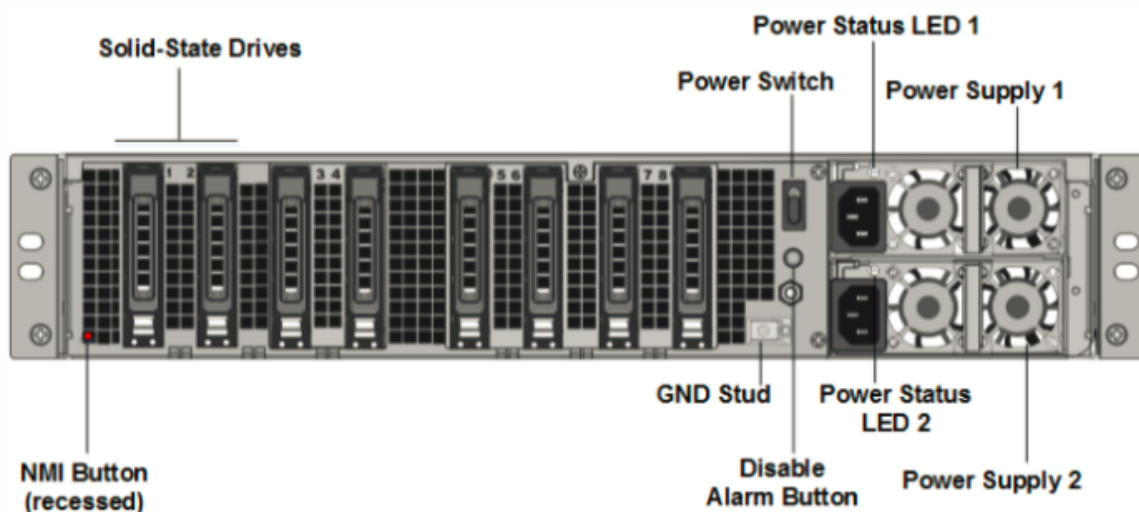 Power Status LED 1
Solid-State Drives
Power Switch
Power Supply 1
1 2
3 4
5 6
7 8
GND Stud
Power Status
LED 2
NMI Button
(recessed)
Disable
Alarm Button
Power Supply 2